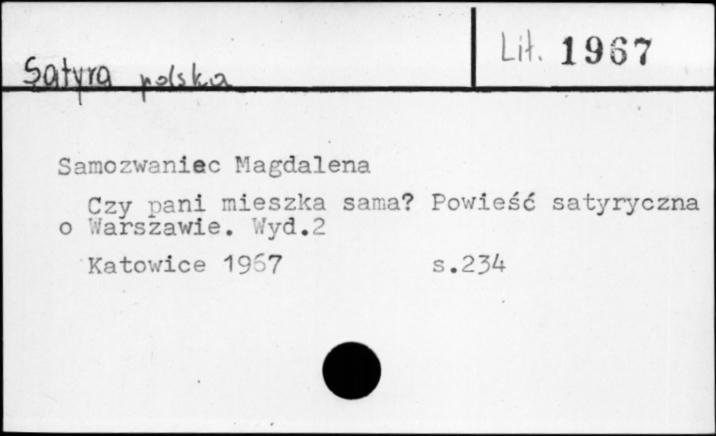 Satyra polska
Lit. 1967
Samozwaniec Magdalena
Czy pani mieszka sama? Powieść satyryczna
o Warszawie. Wyd.2
Katowice 1967 s.234